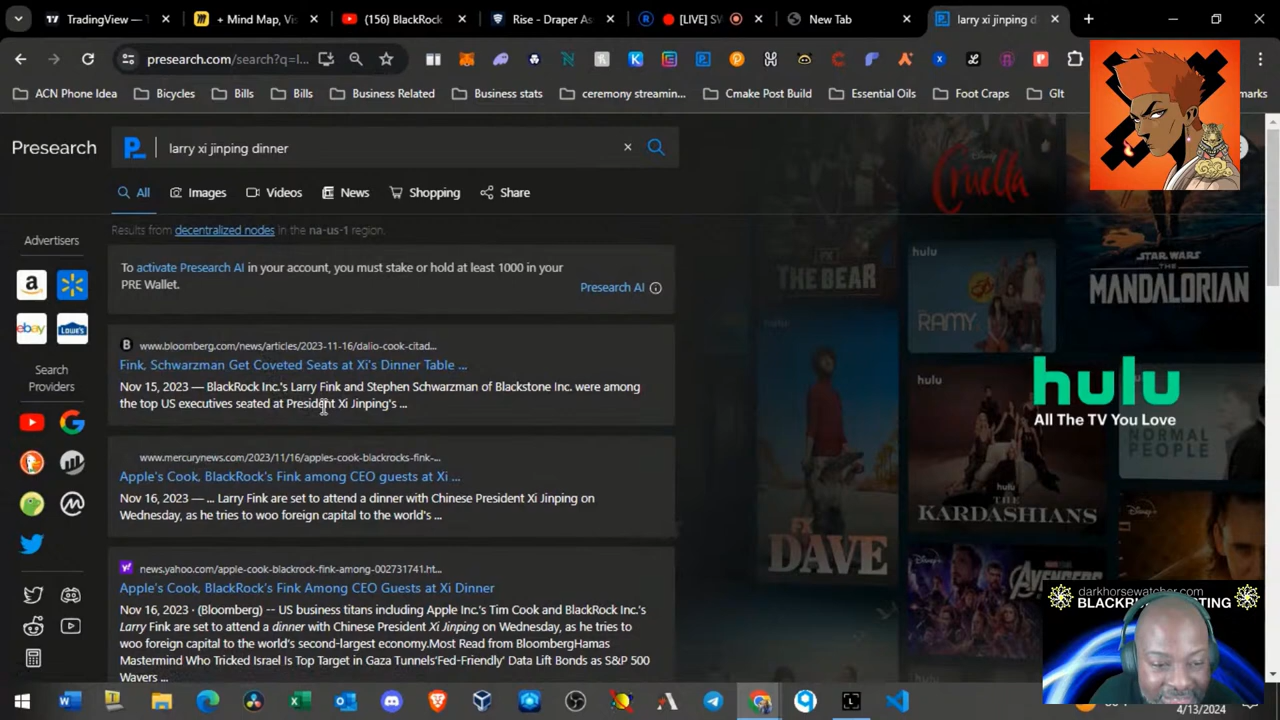 TradingView —
+ Mind Map, Vis
(156) BlackRock
Rise - Draper As
[LIVE] SV
New Tab
larry xi jinping d
presearch.com/search?q=l...
ACN Phone Idea
Bicycles
Bills
Bills
Business Related
Business stats
ceremony streamin...
Cmake Post Build
Essential Oils
Foot Craps
GIt
marks
Presearch
larry xi jinping dinner
All
Images
Videos
News
Shopping
Share
Results from decentralized nodes in the na-us-1 region.
Advertisers
To activate Presearch AI in your account, you must stake or hold at least 1000 in your
PRE Wallet.
Presearch AI
ebay
LOWE'S
Search
Providers
www.bloomberg.com/news/articles/2023-11-16/dalio-cook-citad...
Fink, Schwarzman Get Coveted Seats at Xi's Dinner Table ...
Nov 15, 2023 — BlackRock Inc.'s Larry Fink and Stephen Schwarzman of Blackstone Inc. were among
the top US executives seated at President Xi Jinping's ...
www.mercurynews.com/2023/11/16/apples-cook-blackrocks-fink-...
Apple's Cook, BlackRock's Fink among CEO guests at Xi ...
Nov 16, 2023 — ... Larry Fink are set to attend a dinner with Chinese President Xi Jinping on
Wednesday, as he tries to woo foreign capital to the world's ...
news.yahoo.com/apple-cook-blackrock-fink-among-002731741.ht...
Apple's Cook, BlackRock's Fink Among CEO Guests at Xi Dinner
Nov 16, 2023 · (Bloomberg) -- US business titans including Apple Inc.'s Tim Cook and BlackRock Inc.'s
Larry Fink are set to attend a dinner with Chinese President Xi Jinping on Wednesday, as he tries to
woo foreign capital to the world's second-largest economy.Most Read from BloombergHamas
Mastermind Who Tricked Israel Is Top Target in Gaza Tunnels'Fed-Friendly' Data Lift Bonds as S&P 500
Wavers ...
Disney
Cruella
FX
THE BEAR
hulu
RAMY
STAR WARS
THE
MANDALORIAN
hulu
All The TV You Love
hulu
hulu
THE
KARDASHIANS
NORMAL
PEOPLE
FX
DAVE
Disney+
AVENGERS
darkhorsewatcher.com
4/13/2024